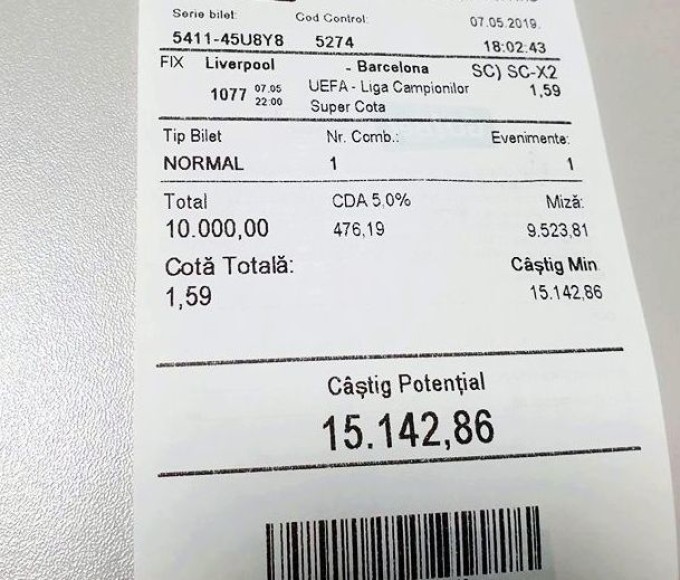 Serie bilet: Cod Control: 07.05.2019.
5411-45U8Y8 5274 18:02:43
FIX Liverpool - Barcelona SC) SC-X2
1077 07.05 22:00 UEFA - Liga Campionilor 1,59
Super Cota
Tip Bilet Nr. Comb.: Evenimente:
NORMAL 1 1
Total CDA 5,0% Miză:
10.000,00 476,19 9.523,81
Cotă Totală: Câștig Min
1,59 15.142,86
Câștig Potențial
15.142,86